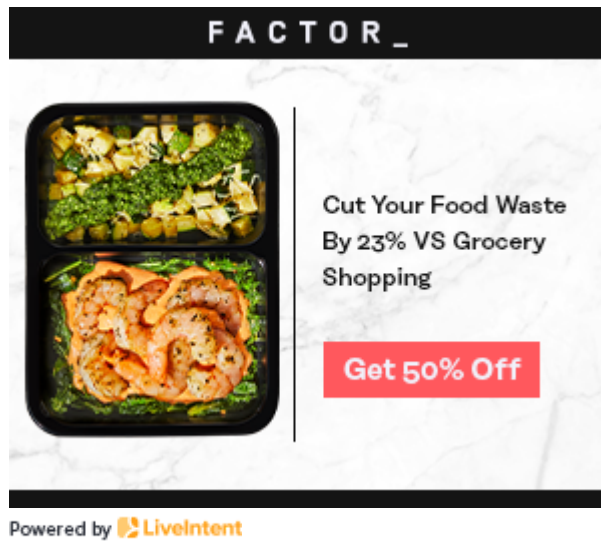 FACTOR_
Cut Your Food Waste
By 23% VS Grocery
Shopping
Get 50% Off
Powered by LiveIntent